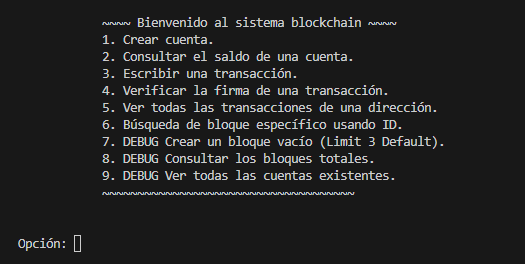 ~~~~ Bienvenido al sistema blockchain ~~~~
1. Crear cuenta.
2. Consultar el saldo de una cuenta.
3. Escribir una transacción.
4. Verificar la firma de una transacción.
5. Ver todas las transacciones de una dirección.
6. Búsqueda de bloque específico usando ID.
7. DEBUG Crear un bloque vacío (Limit 3 Default).
8. DEBUG Consultar los bloques totales.
9. DEBUG Ver todas las cuentas existentes.
~~~~~~~~~~~~~~~~~~~~~~~~~~~~~~~~~~~~
Opción: